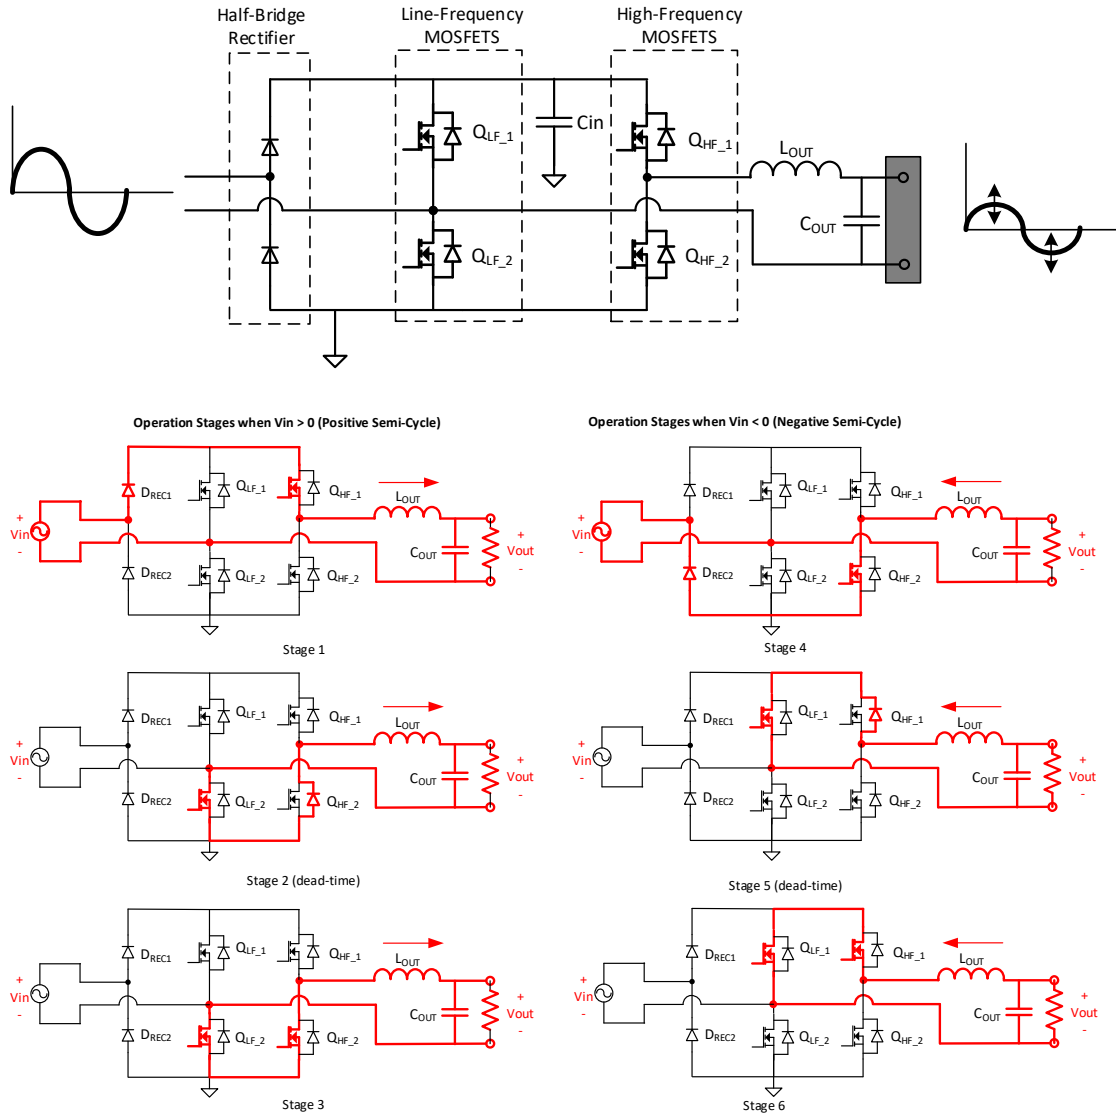 Half-Bridge
Rectifier
Line-Frequency
MOSFETS
High-Frequency
MOSFETS
QLF_1
Cin
QHF_1
LOUT
COUT
QLF_2
QHF_2
Operation Stages when Vin > 0 (Positive Semi-Cycle)
Operation Stages when Vin < 0 (Negative Semi-Cycle)
DREC1
QLF_1
QHF_1
LOUT
+
Vin
-
COUT
+
Vout
-
DREC2
QLF_2
QHF_2
Stage 1
DREC1
QLF_1
QHF_1
LOUT
+
Vin
-
COUT
+
Vout
-
DREC2
QLF_2
QHF_2
Stage 4
DREC1
QLF_1
QHF_1
LOUT
+
Vin
-
COUT
+
Vout
-
DREC2
QLF_2
QHF_2
Stage 2 (dead-time)
DREC1
QLF_1
QHF_1
LOUT
+
Vin
-
COUT
+
Vout
-
DREC2
QLF_2
QHF_2
Stage 5 (dead-time)
DREC1
QLF_1
QHF_1
LOUT
+
Vin
-
COUT
+
Vout
-
DREC2
QLF_2
QHF_2
Stage 3
DREC1
QLF_1
QHF_1
LOUT
+
Vin
-
COUT
+
Vout
-
DREC2
QLF_2
QHF_2
Stage 6